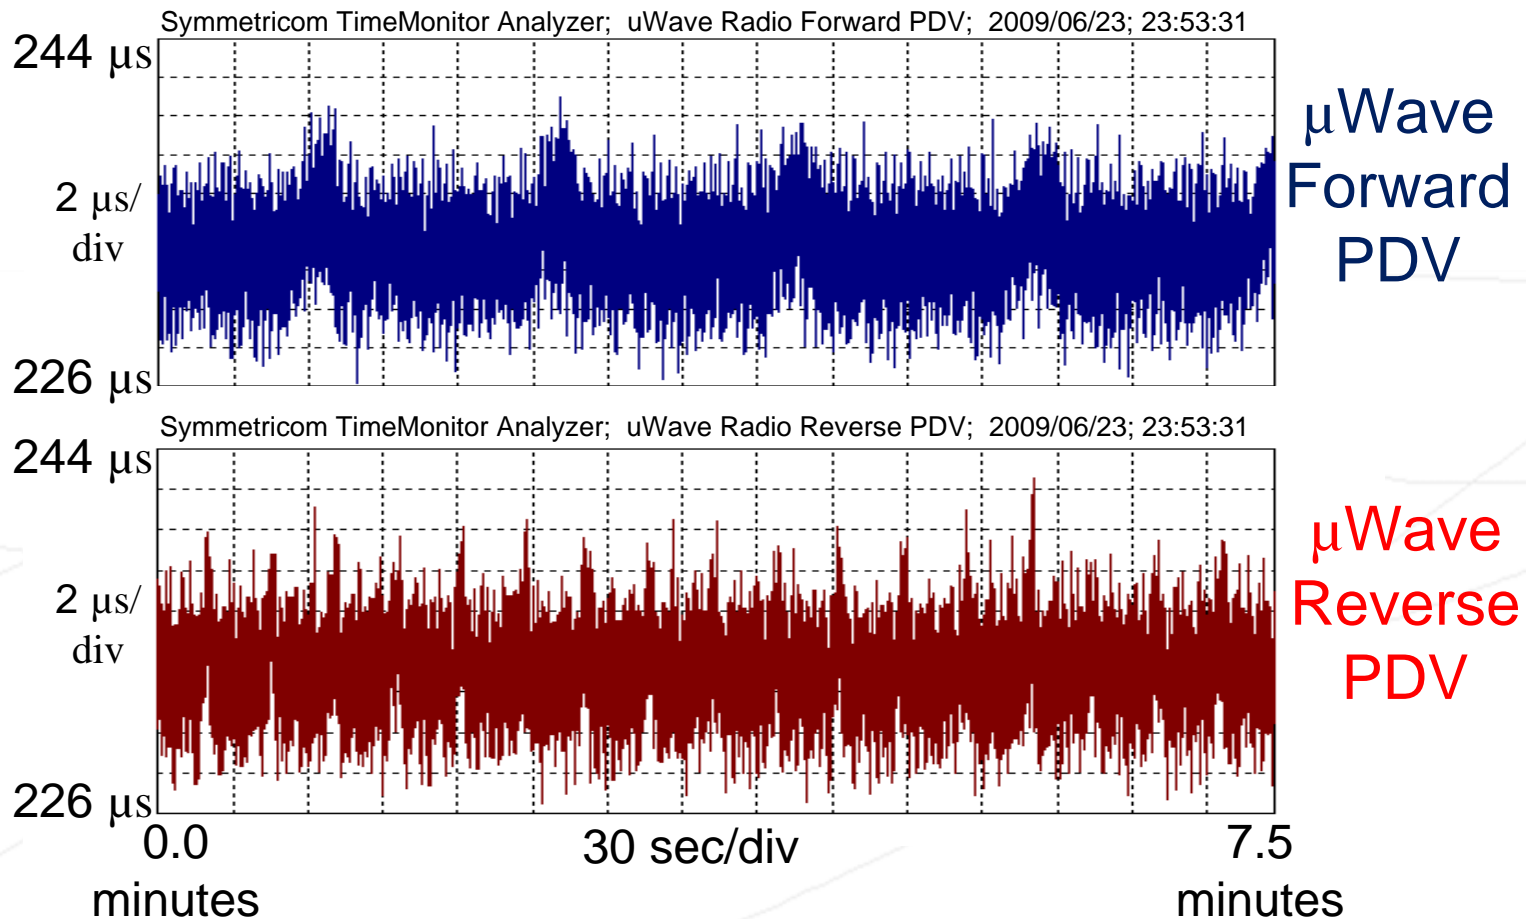 Symmetricom TimeMonitor Analyzer; uWave Radio Forward PDV; 2009/06/23; 23:53:31
244 µs
2 µs/
div
226 µs
µWave
Forward
PDV
Symmetricom TimeMonitor Analyzer; uWave Radio Reverse PDV; 2009/06/23; 23:53:31
244 µs
2 µs/
div
226 µs
µWave
Reverse
PDV
0.0
minutes
30 sec/div
7.5
minutes